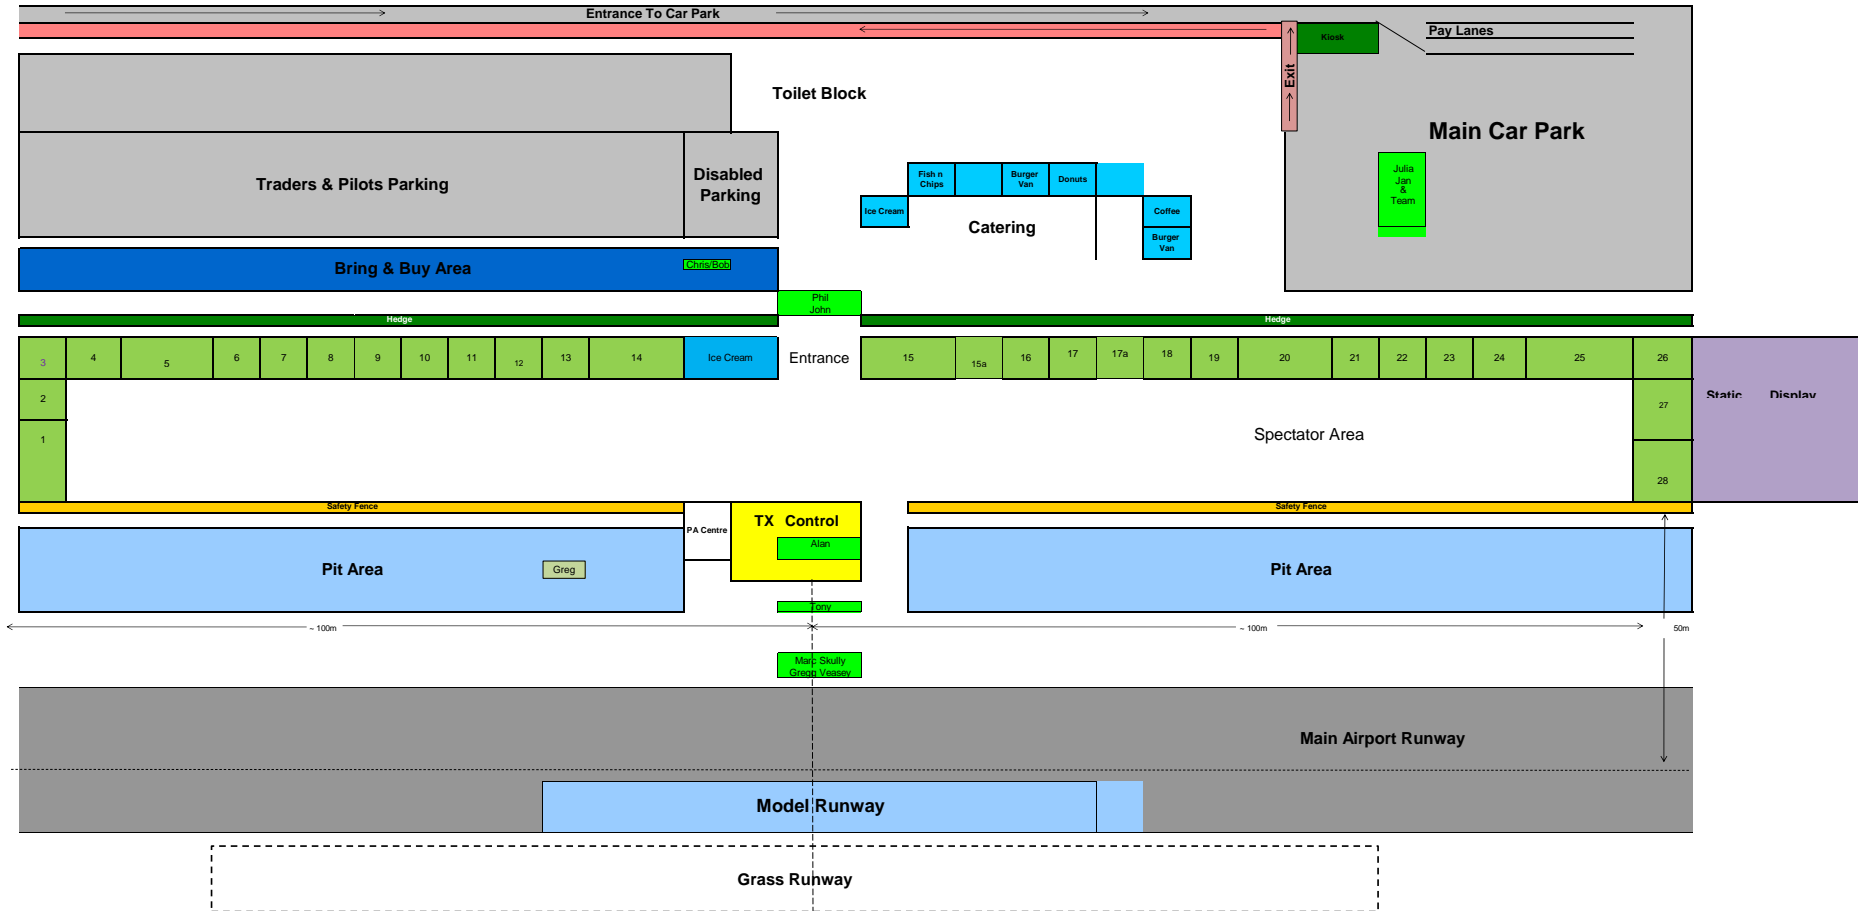 Entrance To Car Park
Kiosk
Pay Lanes
Exit
Toilet Block
Main Car Park
Traders & Pilots Parking
Disabled
Parking
Fish n
Chips
Burger
Van
Donuts
Julia
Jan
&
Team
Ice Cream
Catering
Coffee
Burger
Van
Bring & Buy Area
Chris/Bob
Phil
John
Hedge
Hedge
3
4
5
6
7
8
9
10
11
12
13
14
Ice Cream
Entrance
15
15a
16
17
17a
18
19
20
21
22
23
24
25
26
Static Display
2
27
1
Spectator Area
28
Safety Fence
Safety Fence
PA Centre
TX Control
Alan
Pit Area
Greg
Pit Area
Tony
~ 100m
~ 100m
50m
Marc Skully
Gregg Veasey
Main Airport Runway
Model Runway
Grass Runway